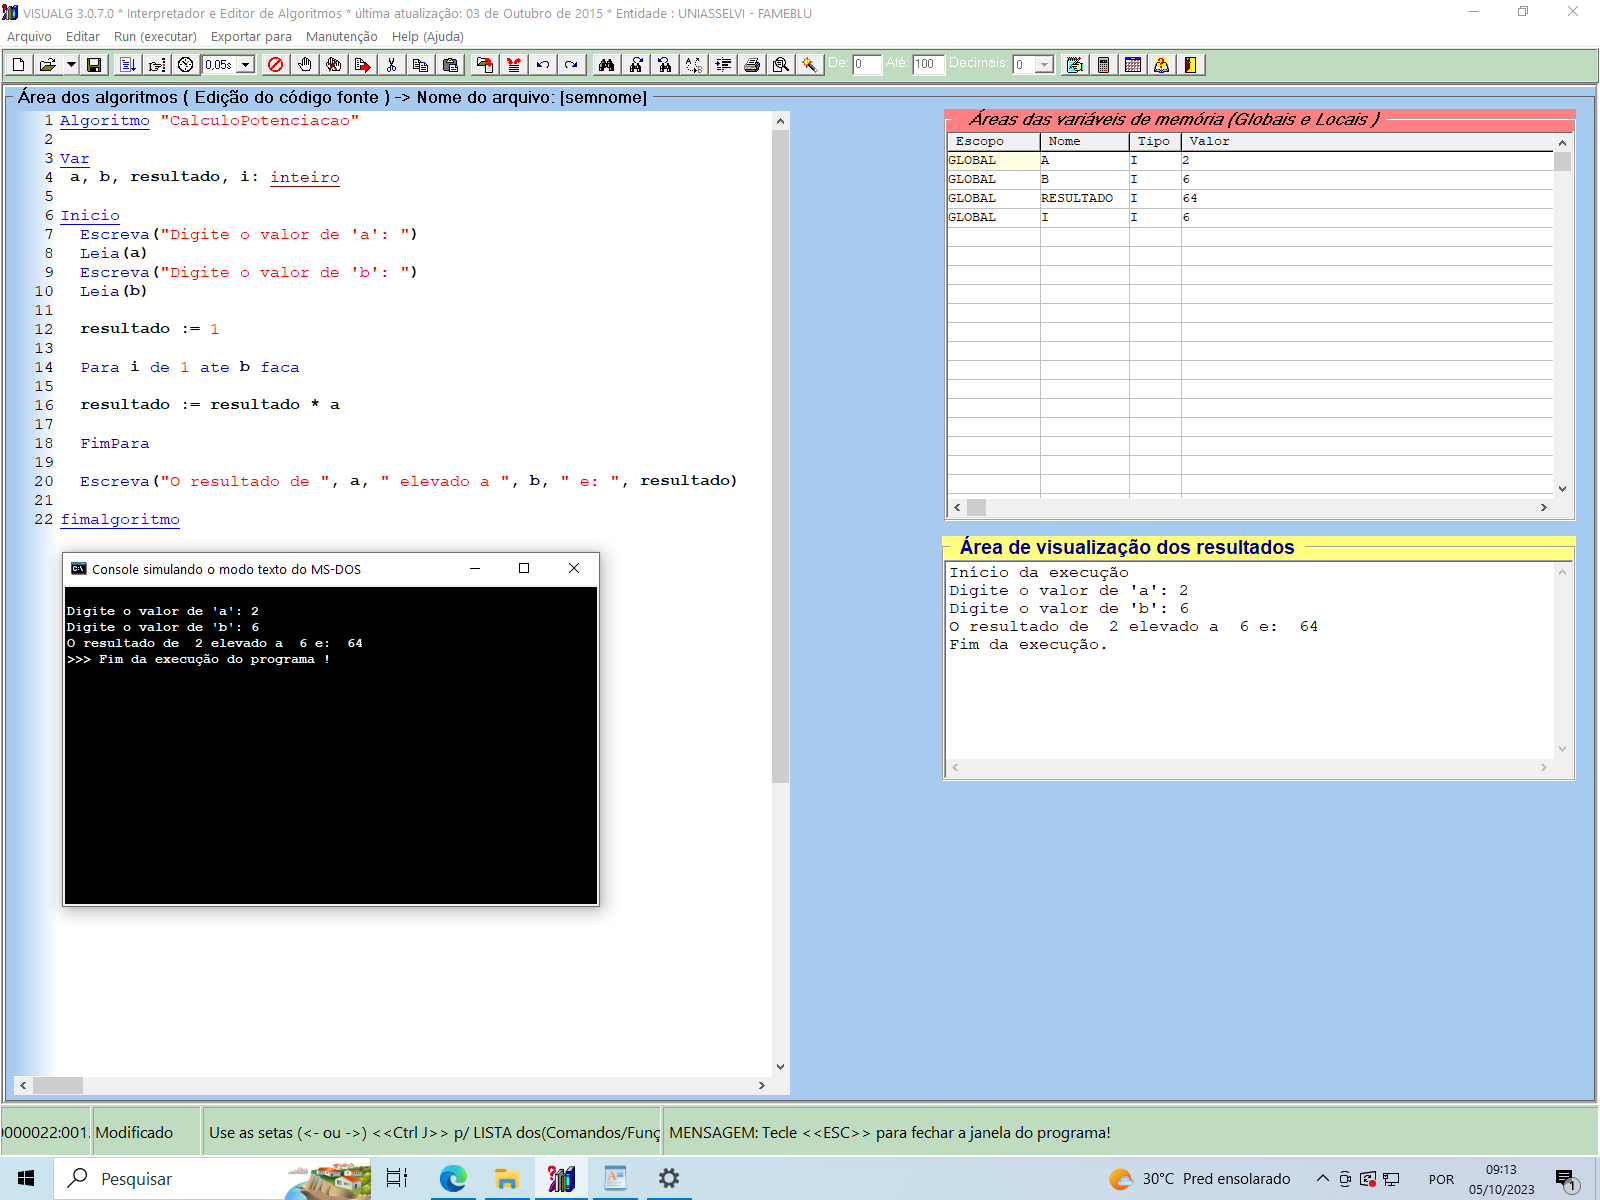 VISUALG 3.0.7.0 * Interpretador e Editor de Algoritmos * última atualização: 03 de Outubro de 2015 * Entidade : UNIASSELVI - FAMEBLU
Arquivo Editar Run (executar) Exportar para Manutenção Help (Ajuda)
0,05s De: 0 Até: 100 Decimais: 0
Área dos algoritmos ( Edição do código fonte ) -> Nome do arquivo: [semnome]
1 Algoritmo "CalculoPotenciacao"
2
3 Var
4 a, b, resultado, i: inteiro
5
6 Inicio
7 Escreva("Digite o valor de 'a': ")
8 Leia(a)
9 Escreva("Digite o valor de 'b': ")
10 Leia(b)
11
12 resultado := 1
13
14 Para i de 1 ate b faca
15
16 resultado := resultado * a
17
18 FimPara
19
20 Escreva("O resultado de ", a, " elevado a ", b, " e: ", resultado)
21
22 fimalgoritmo
Console simulando o modo texto do MS-DOS
Digite o valor de 'a': 2
Digite o valor de 'b': 6
O resultado de  2 elevado a  6 e:  64
>>> Fim da execução do programa !
Áreas das variáveis de memória (Globais e Locais )
Escopo Nome Tipo Valor
GLOBAL A I 2
GLOBAL B I 6
GLOBAL RESULTADO I 64
GLOBAL I I 6
Área de visualização dos resultados
Início da execução
Digite o valor de 'a': 2
Digite o valor de 'b': 6
O resultado de  2 elevado a  6 e:  64
Fim da execução.
Modificado Use as setas (<- ou ->) <<Ctrl J>> p/ LISTA dos(Comandos/Funç MENSAGEM: Tecle <<ESC>> para fechar a janela do programa!
Pesquisar 30°C Pred ensolarado POR 09:13
05/10/2023 1